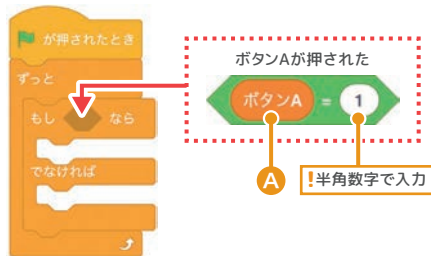 が押されたとき
ずっと
もし なら
でなければ
ボタンAが押された
ボタンA = 1
A
!半角数字で入力